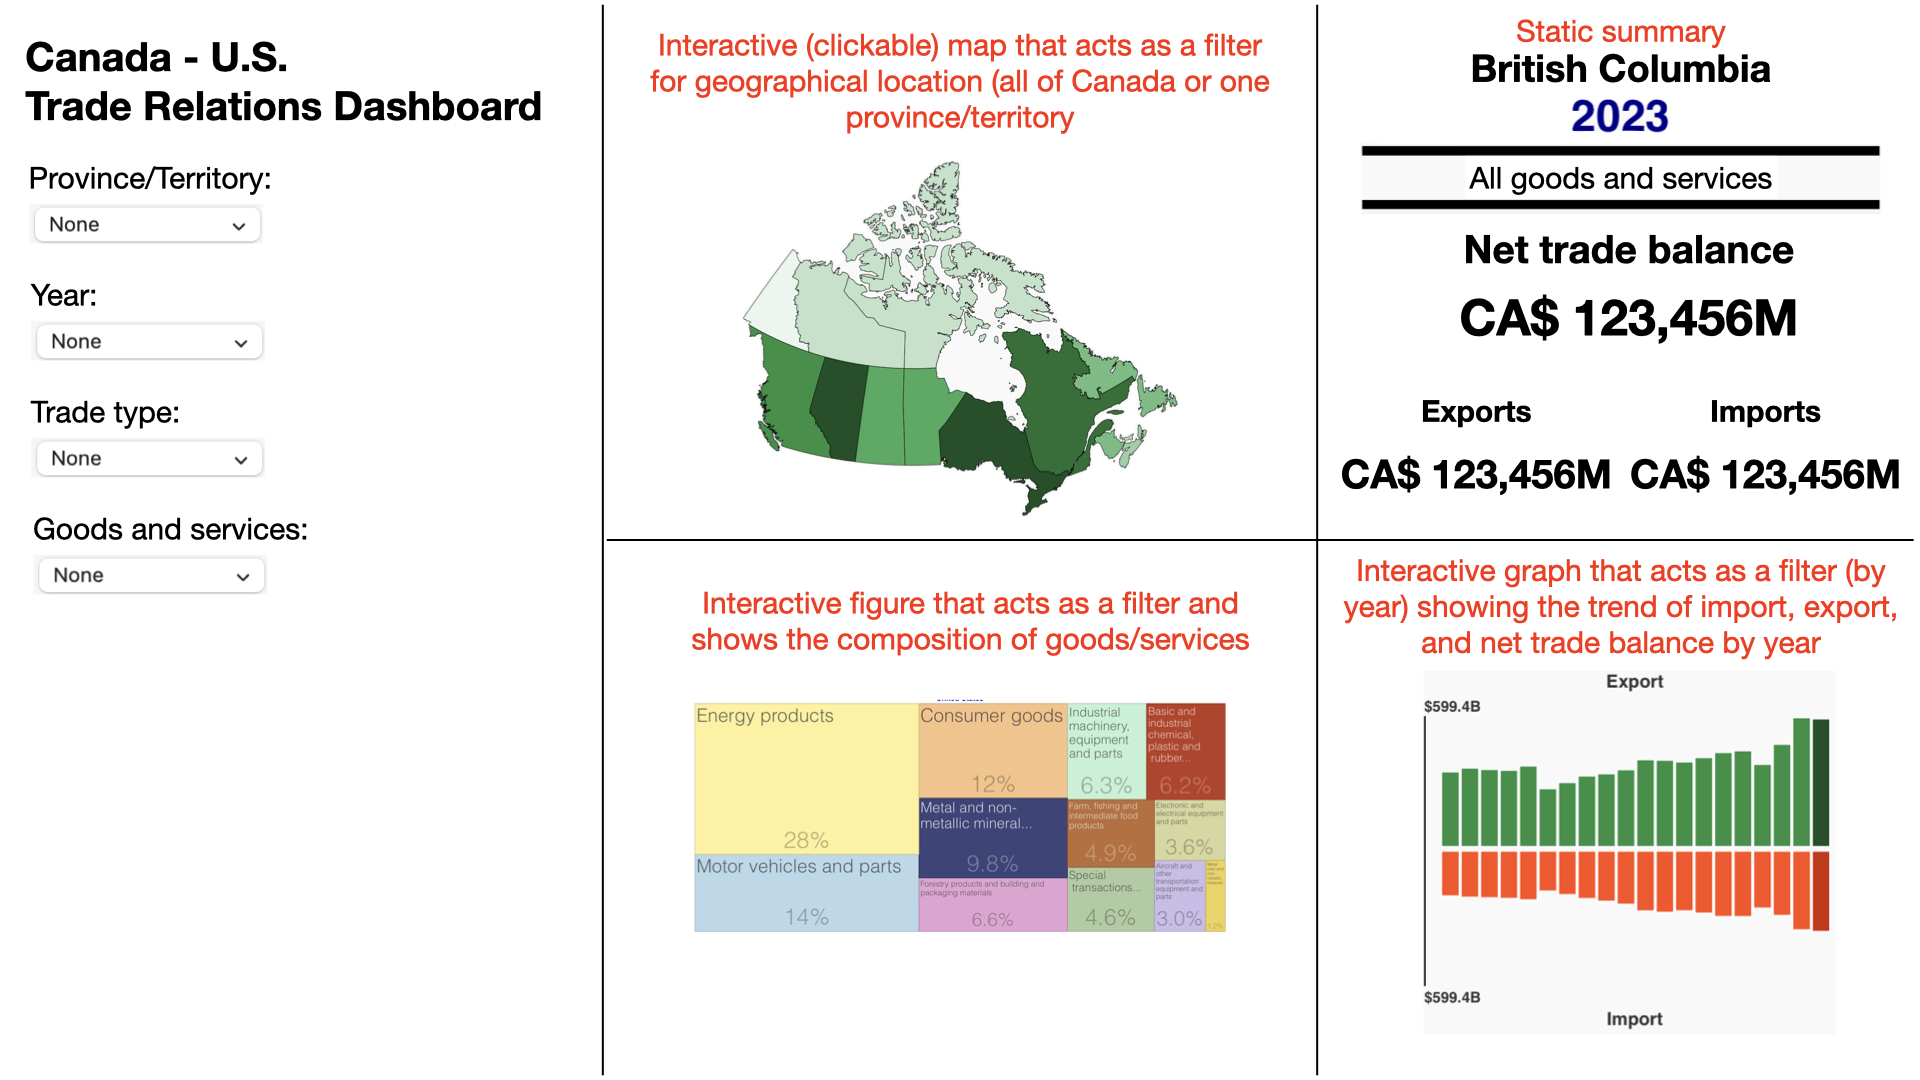 Canada - U.S.
Trade Relations Dashboard
Province/Territory:
None
Year:
None
Trade type:
None
Goods and services:
None
Interactive (clickable) map that acts as a filter
for geographical location (all of Canada or one
province/territory
Static summary
British Columbia
2023
All goods and services
Net trade balance
CA$ 123,456M
Exports
Imports
CA$ 123,456M
CA$ 123,456M
Interactive figure that acts as a filter and
shows the composition of goods/services
Energy products
28%
Motor vehicles and parts
14%
Consumer goods
12%
Metal and non-
metallic mineral...
9.8%
Forestry products and building and
packaging materials
6.6%
Industrial
machinery,
equipment
and parts
6.3%
Basic and
industrial
chemical,
plastic and
rubber...
6.2%
Farm, fishing and
intermediate food
products
4.9%
Electronic and
electrical equipment
and parts
3.6%
Special
transactions...
4.6%
Aircraft and
other
transportation
equipment and
parts
3.0%
Interactive graph that acts as a filter (by
year) showing the trend of import, export,
and net trade balance by year
Export
$599.4B
$599.4B
Import